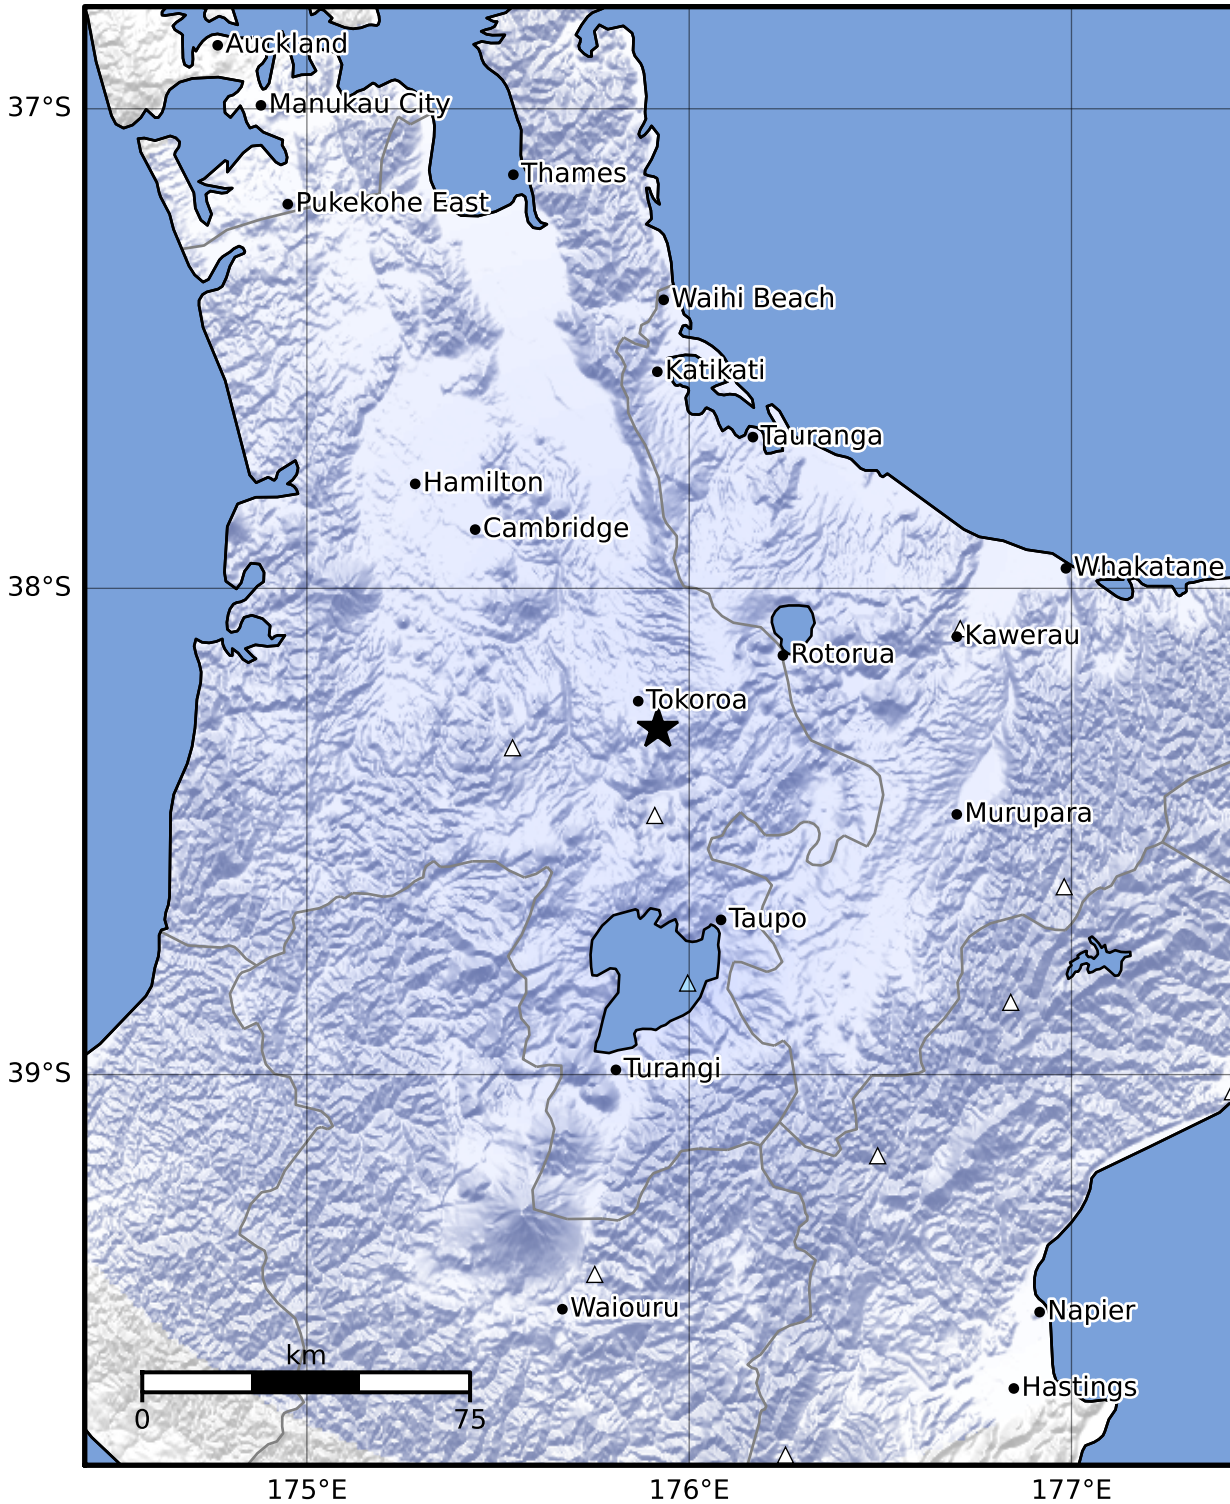 Auckland
Manukau City
37°S
Thames
Pukekohe East
Waihi Beach
Katikati
Tauranga
Hamilton
Cambridge
Whakatane
38°S
Kawerau
Rotorua
Tokoroa
Murupara
Taupo
Turangi
39°S
Waiouru
Napier
km
Hastings
0 75
175°E 176°E 177°E